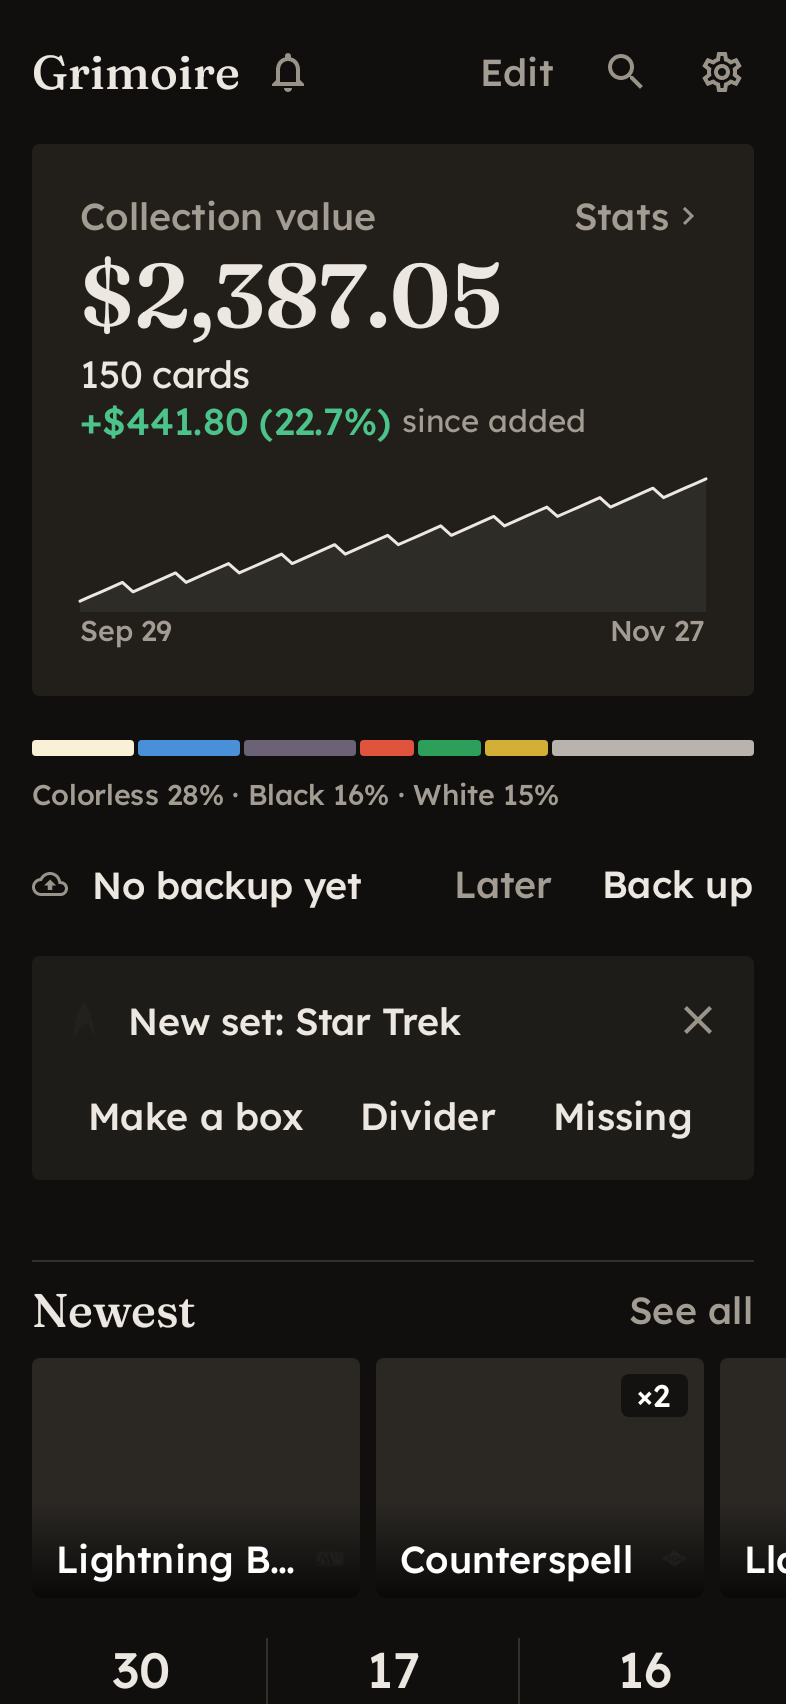 Grimoire Edit
Collection value Stats >
$2,387.05
150 cards
+$441.80 (22.7%) since added
Sep 29 Nov 27
Colorless 28% · Black 16% · White 15%
No backup yet Later Back up
New set: Star Trek
Make a box Divider Missing
Newest See all
×2
Lightning B... Counterspell
30 17 16